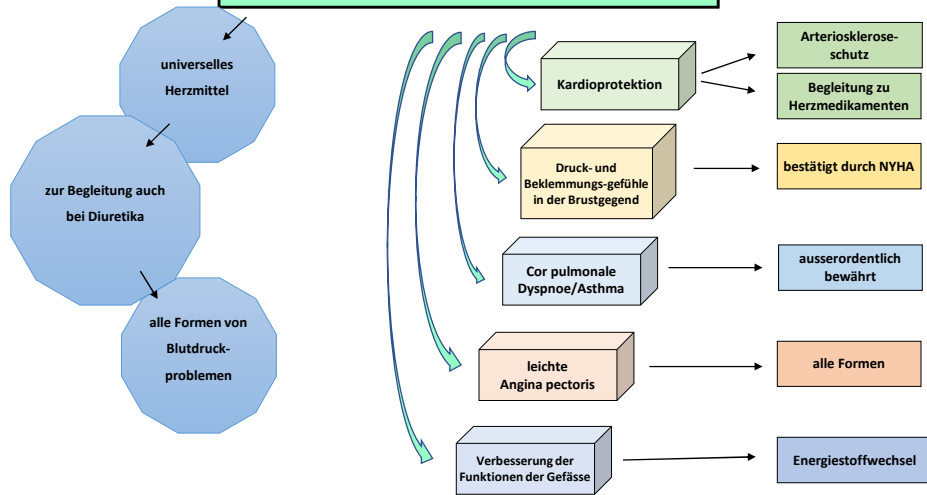 universelles
Herzmittel
zur Begleitung auch
bei Diuretika
alle Formen von
Blutdruck-
problemen
Kardioprotektion
Arteriosklerose-
schutz
Begleitung zu
Herzmedikamenten
Druck- und
Beklemmungs-gefühle
in der Brustgegend
bestätigt durch NYHA
Cor pulmonale
Dyspnoe/Asthma
ausserordentlich
bewährt
leichte
Angina pectoris
alle Formen
Verbesserung der
Funktionen der Gefässe
Energiestoffwechsel